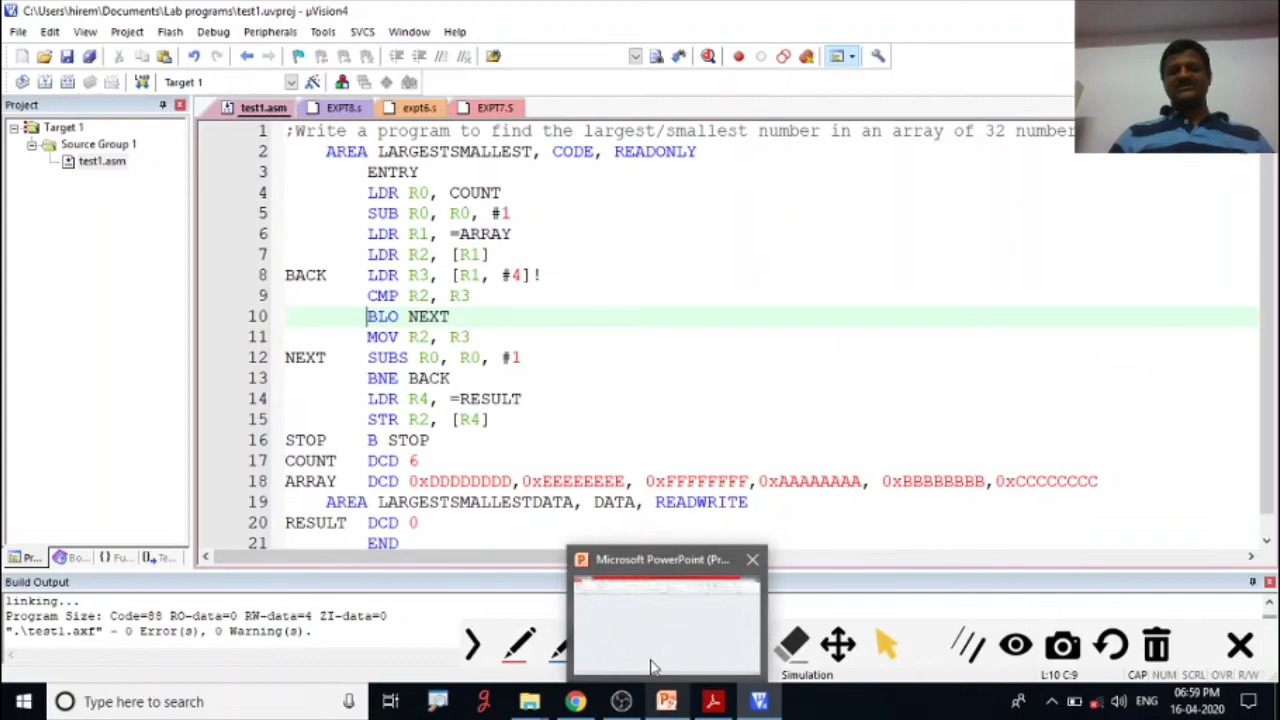 C:\Users\hirem\Documents\Lab programs\test1.uvproj - µVision4
File Edit View Project Flash Debug Peripherals Tools SVCS Window Help
Target 1
Project
test1.asm EXPT8.s expt6.s EXPT7.S
Target 1
Source Group 1
test1.asm
1 ;Write a program to find the largest/smallest number in an array of 32 number
2 AREA LARGESTSMALLEST, CODE, READONLY
3 ENTRY
4 LDR R0, COUNT
5 SUB R0, R0, #1
6 LDR R1, =ARRAY
7 LDR R2, [R1]
8 BACK LDR R3, [R1, #4]!
9 CMP R2, R3
10 BLO NEXT
11 MOV R2, R3
12 NEXT SUBS R0, R0, #1
13 BNE BACK
14 LDR R4, =RESULT
15 STR R2, [R4]
16 STOP B STOP
17 COUNT DCD 6
18 ARRAY DCD 0xDDDDDDDD,0xEEEEEEEE, 0xFFFFFFFF,0xAAAAAAAA, 0xBBBBBBBB,0xCCCCCCCC
19 AREA LARGESTSMALLESTDATA, DATA, READWRITE
20 RESULT DCD 0
21 END
Pr... Bo... {} Fu... Te...
Microsoft PowerPoint (Pr...
Build Output
linking...
Program Size: Code=88 RO-data=0 RW-data=4 ZI-data=0
".\test1.axf" - 0 Error(s), 0 Warning(s).
Simulation
L:10 C:9
CAP NUM SCRL OVR R/W
Type here to search
ENG
06:59 PM
16-04-2020